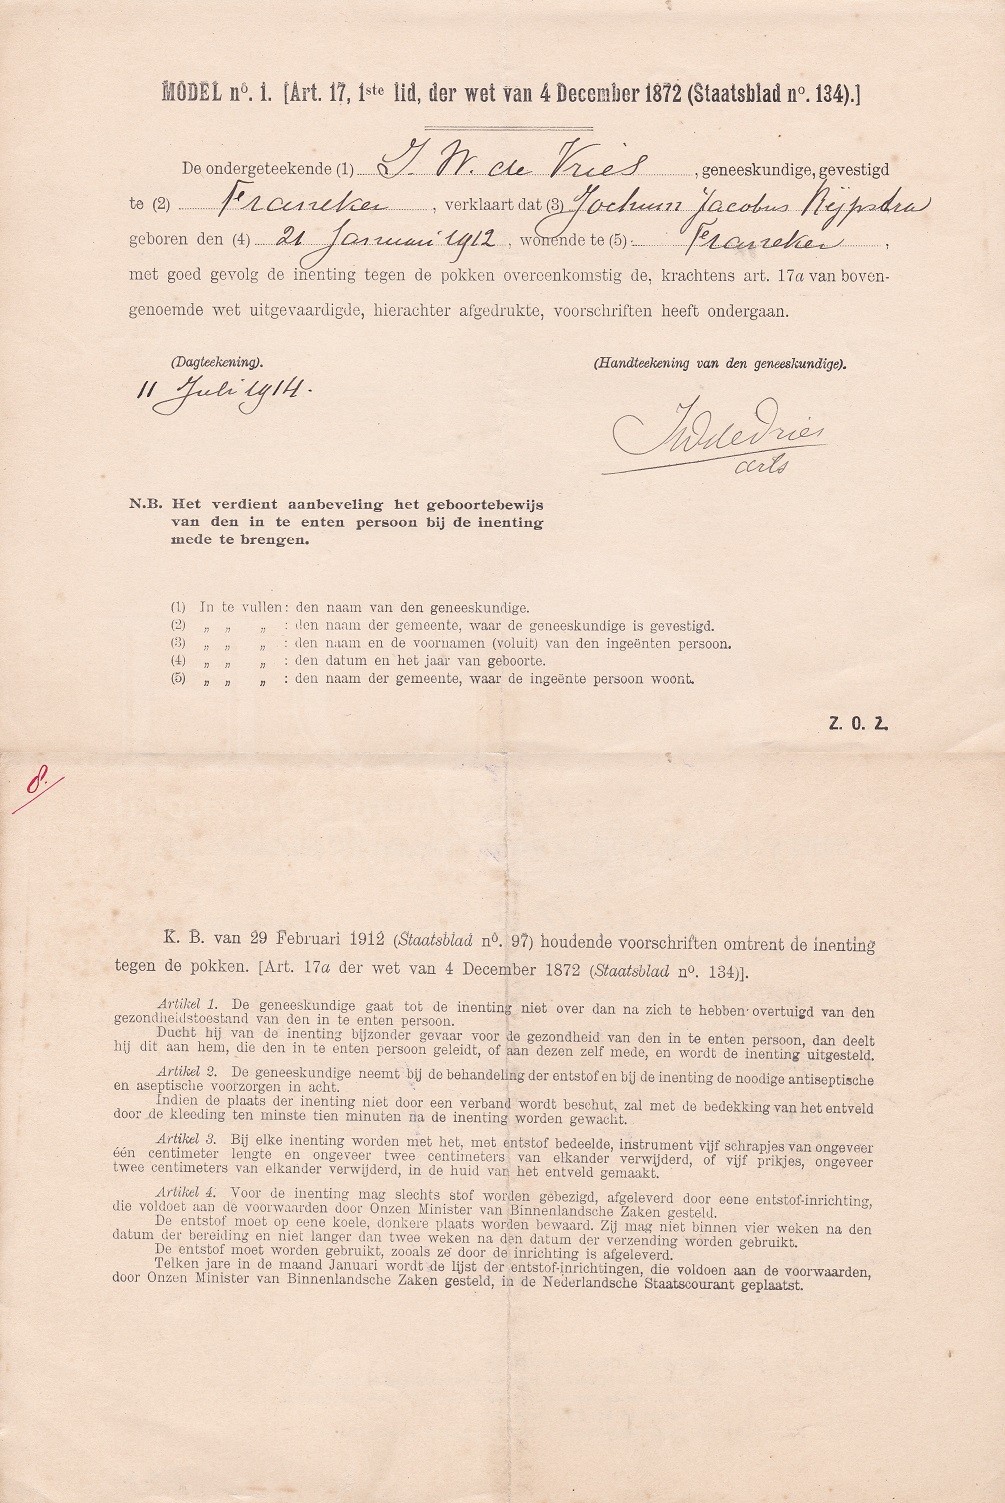 MODEL no. 1. [Art. 17, 1ste lid, der wet van 4 December 1872 (Staatsblad no. 134).]
De ondergeteekende (1) J. W. de Vries, geneeskundige, gevestigd
te (2) Franeker, verklaart dat (3) Jochum Jacobus Rijpstra
geboren den (4) 21 Januari 1912, wonende te (5) Franeker,
met goed gevolg de inenting tegen de pokken overeenkomstig de, krachtens art. 17a van boven-
genoemde wet uitgevaardigde, hierachter afgedrukte, voorschriften heeft ondergaan.
(Dagteekening). (Handteekening van den geneeskundige).
11 Juli 1914.
JWdeVries
arts
N.B. Het verdient aanbeveling het geboortebewijs
van den in te enten persoon bij de inenting
mede te brengen.
(1) In te vullen: den naam van den geneeskundige.
(2) „ „ „ : den naam der gemeente, waar de geneeskundige is gevestigd.
(3) „ „ „ : den naam en de voornamen (voluit) van den ingeënten persoon.
(4) „ „ „ : den datum en het jaar van geboorte.
(5) „ „ „ : den naam der gemeente, waar de ingeënte persoon woont.
Z. O. Z.
8.
K. B. van 29 Februari 1912 (Staatsblad no. 97) houdende voorschriften omtrent de inenting
tegen de pokken. [Art. 17a der wet van 4 December 1872 (Staatsblad no. 134)].
Artikel 1. De geneeskundige gaat tot de inenting niet over dan na zich te hebben overtuigd van den
gezondheidstoestand van den in te enten persoon.
Ducht hij van de inenting bijzonder gevaar voor de gezondheid van den in te enten persoon, dan deelt
hij dit aan hem, die den in te enten persoon geleidt, of aan dezen zelf mede, en wordt de inenting uitgesteld.
Artikel 2. De geneeskundige neemt bij de behandeling der entstof en bij de inenting de noodige antiseptische
en aseptische voorzorgen in acht.
Indien de plaats der inenting niet door een verband wordt beschut, zal met de bedekking van het entveld
door de kleeding ten minste tien minuten na de inenting worden gewacht.
Artikel 3. Bij elke inenting worden met het, met entstof bedeelde, instrument vijf schrapjes van ongeveer
één centimeter lengte en ongeveer twee centimeters van elkander verwijderd, of vijf prikjes, ongeveer
twee centimeters van elkander verwijderd, in de huid van het entveld gemaakt.
Artikel 4. Voor de inenting mag slechts stof worden gebezigd, afgeleverd door eene entstof-inrichting,
die voldoet aan de voorwaarden door Onzen Minister van Binnenlandsche Zaken gesteld.
De entstof moet op eene koele, donkere plaats worden bewaard. Zij mag niet binnen vier weken na den
datum der bereiding en niet langer dan twee weken na den datum der verzending worden gebruikt.
De entstof moet worden gebruikt, zooals ze door de inrichting is afgeleverd.
Telken jare in de maand Januari wordt de lijst der entstof-inrichtingen, die voldoen aan de voorwaarden,
door Onzen Minister van Binnenlandsche Zaken gesteld, in de Nederlandsche Staatscourant geplaatst.